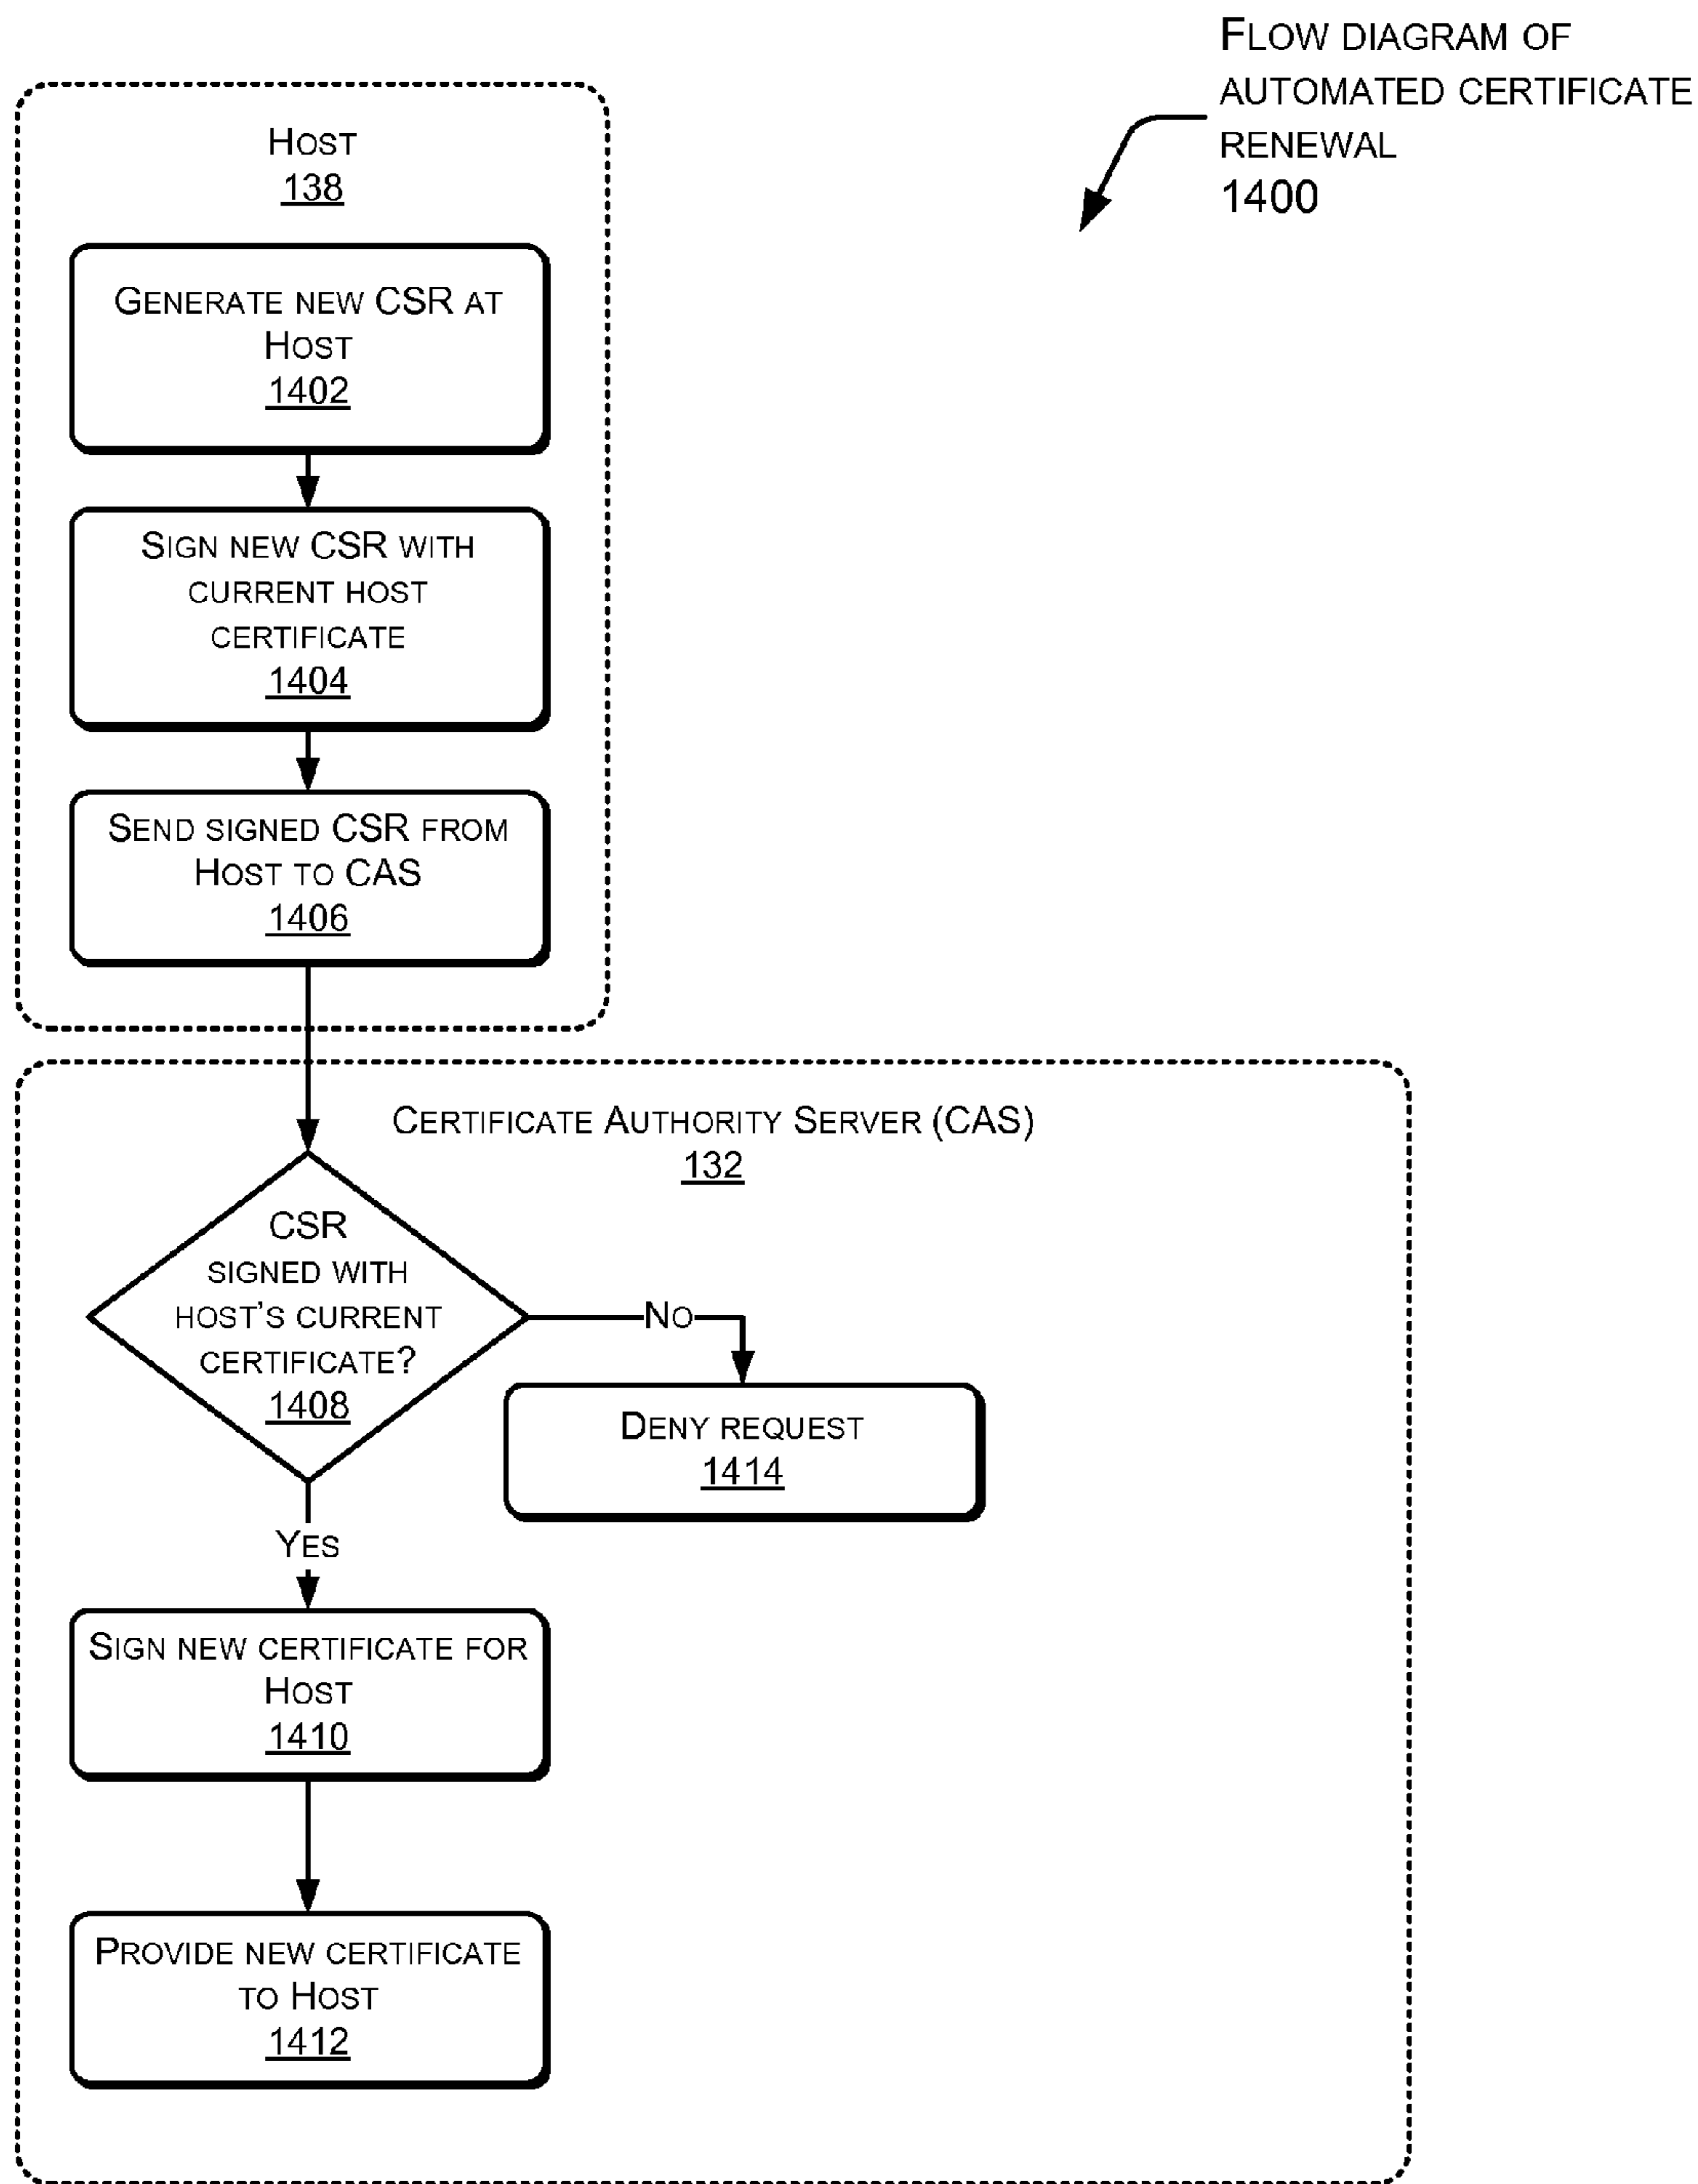 Flow diagram of
automated certificate
renewal
1400
Host
138
Generate new CSR at
Host
1402
Sign new CSR with
current host
certificate
1404
Send signed CSR from
Host to CAS
1406
Certificate Authority Server (CAS)
132
CSR
signed with
host's current
certificate?
1408
No
Deny request
1414
Yes
Sign new certificate for
Host
1410
Provide new certificate
to Host
1412